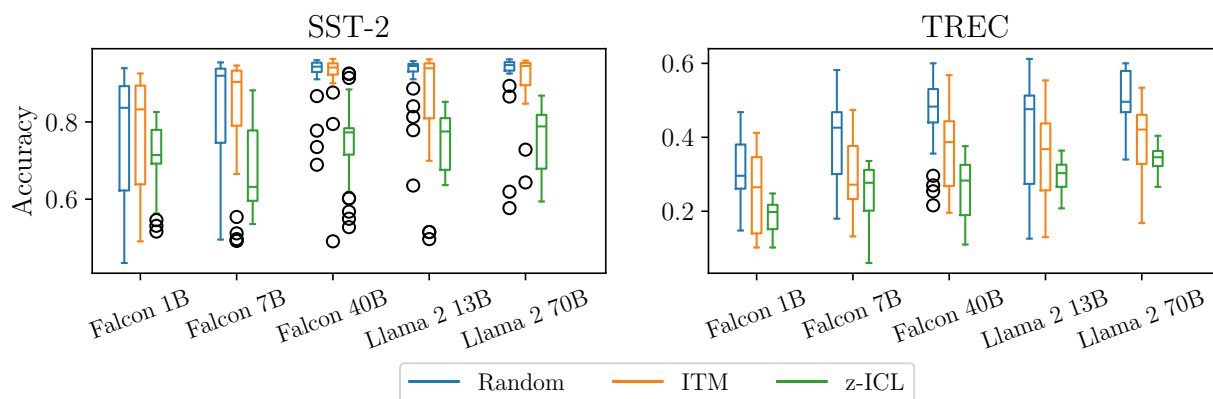 SST-2
TREC
Accuracy
0.8
0.6
0.6
0.4
0.2
Falcon 1B
Falcon 7B
Falcon 40B
Llama 2 13B
Llama 2 70B
Falcon 1B
Falcon 7B
Falcon 40B
Llama 2 13B
Llama 2 70B
Random ITM z-ICL